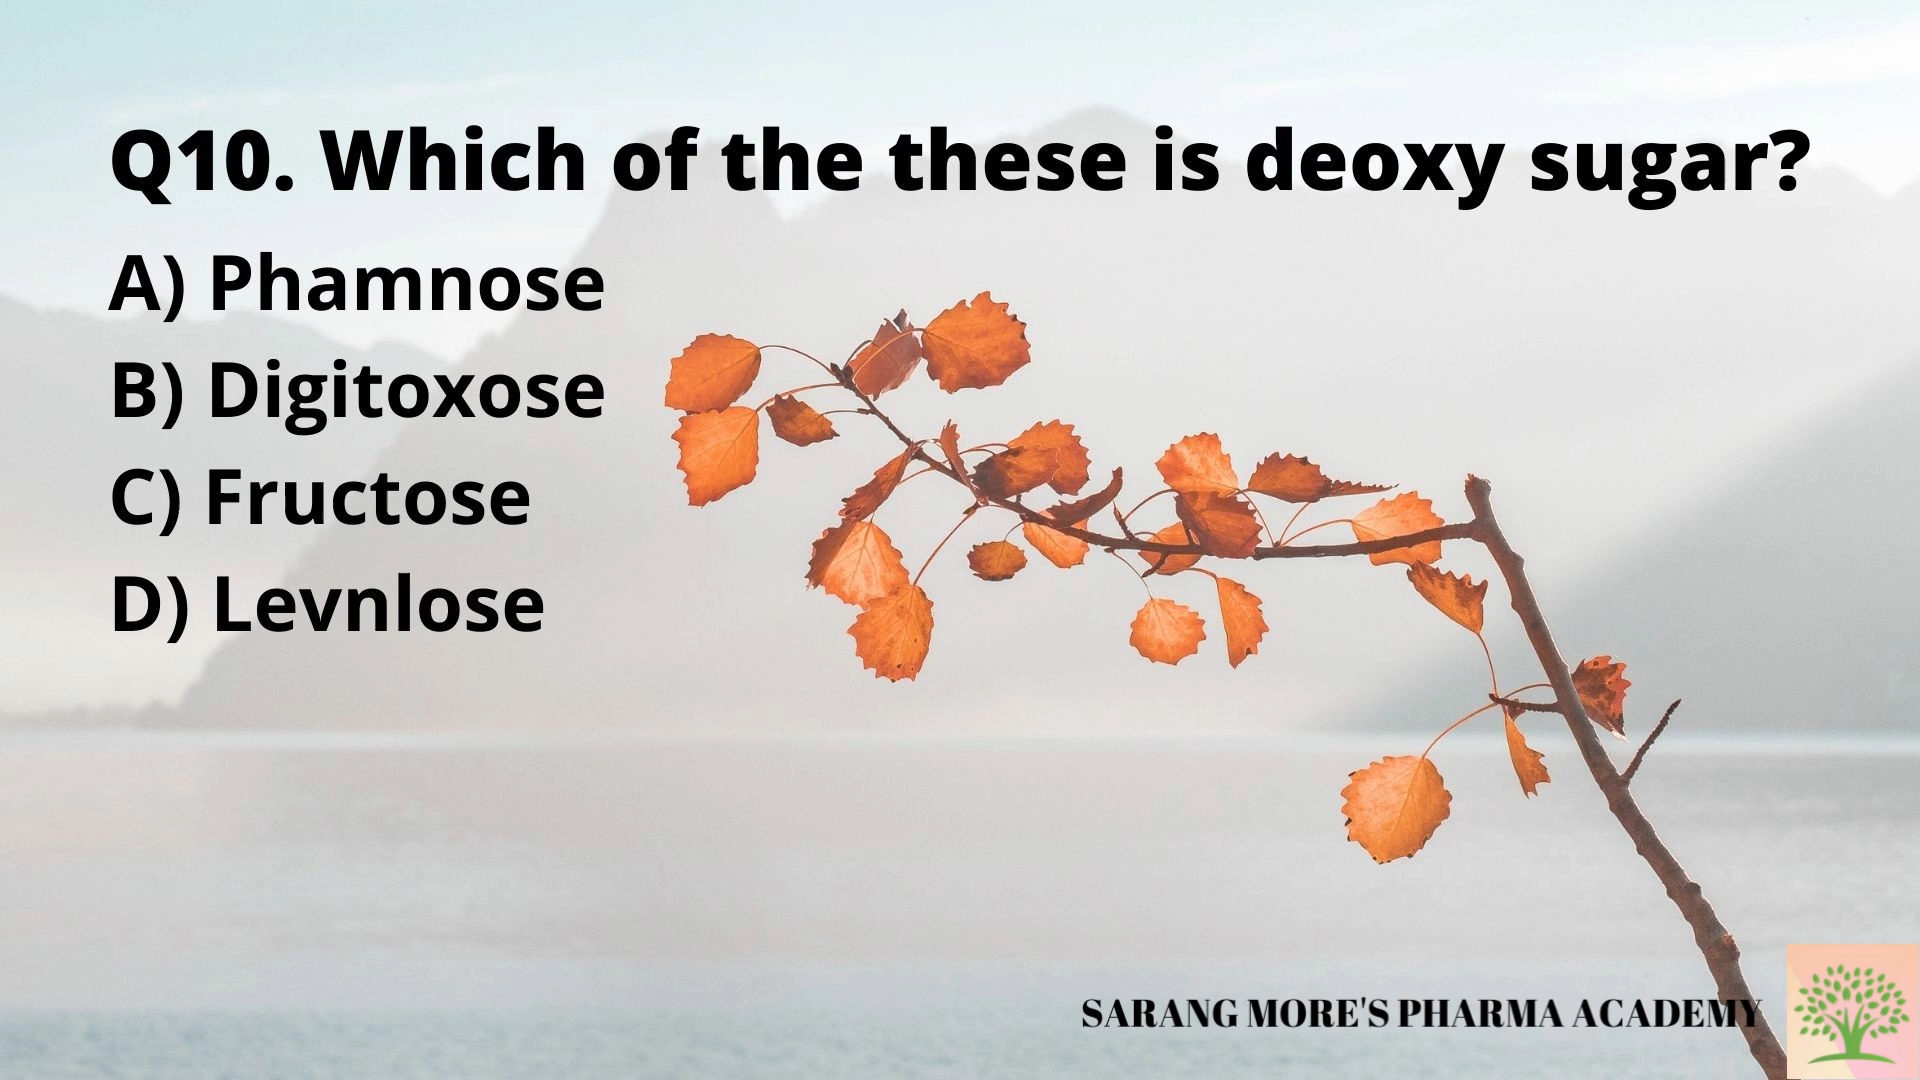 Q10. Which of the these is deoxy sugar?
A) Phamnose
B) Digitoxose
C) Fructose
D) Levnlose
SARANG MORE'S PHARMA ACADEMY